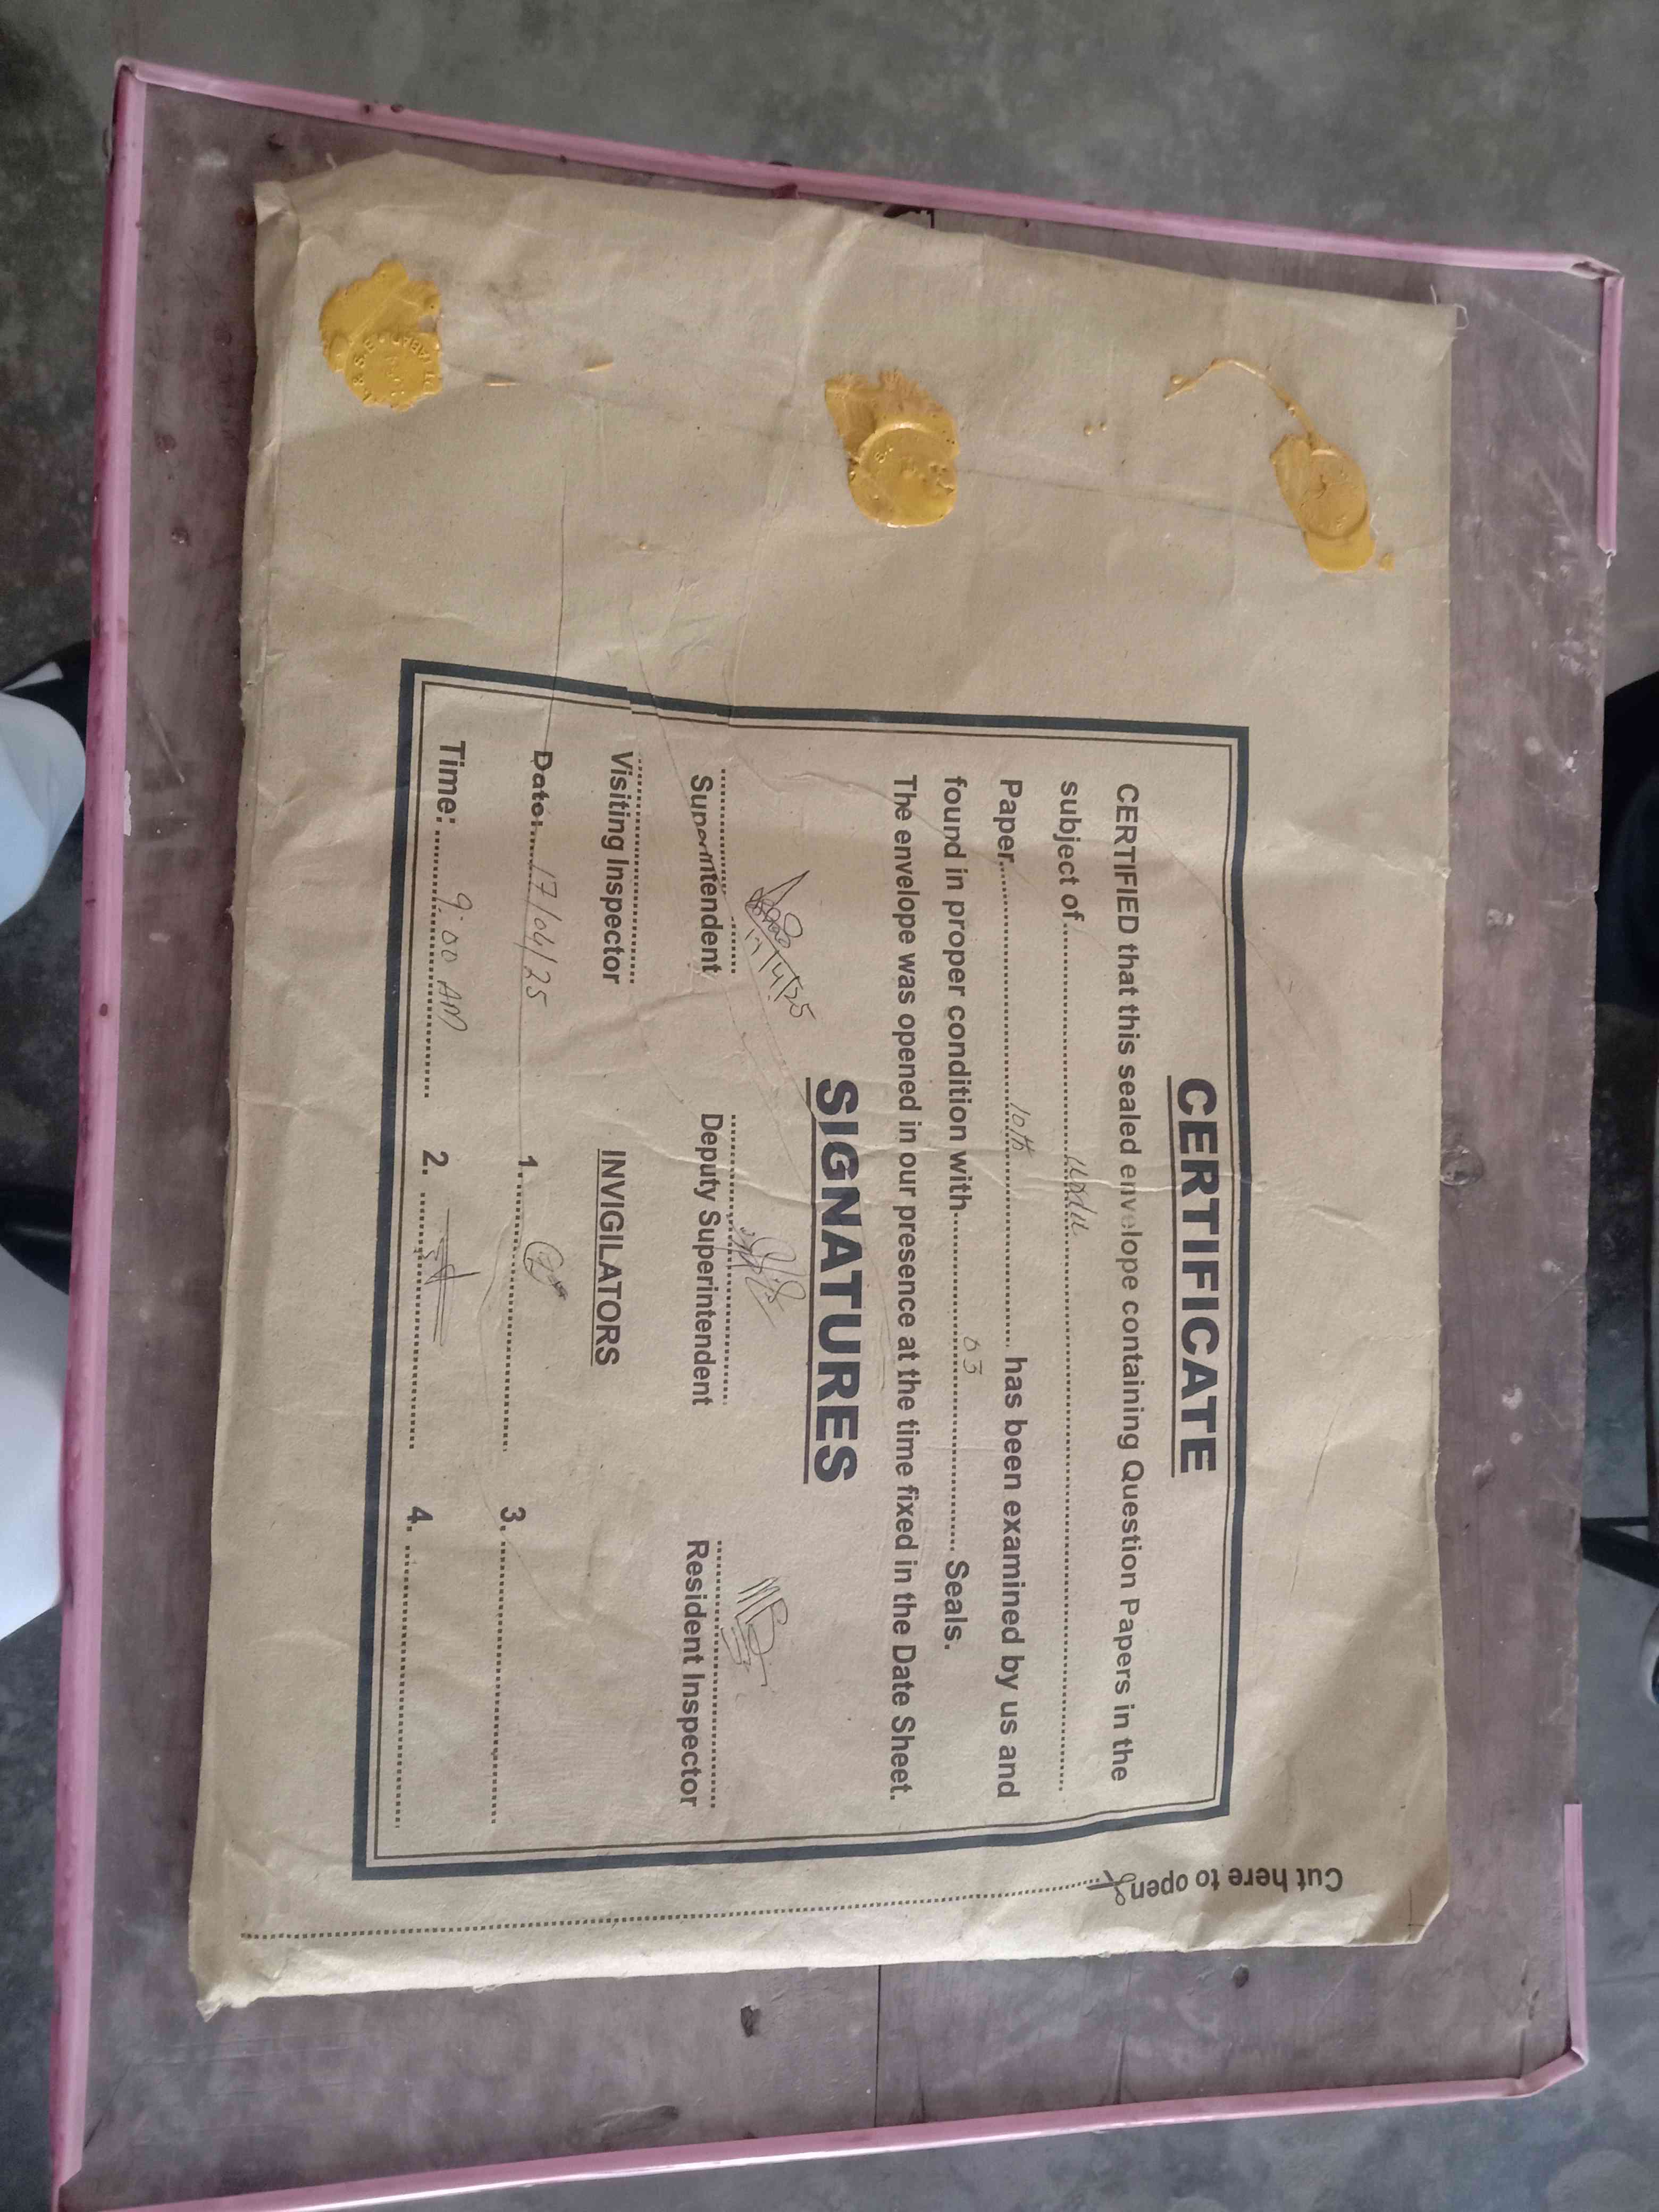 CERTIFICATE
CERTIFIED that this sealed envelope containing Question Papers in the
subject of.....Urdu.....
Paper.....10th..... has been examined by us and
found in proper condition with.....03..... Seals.
The envelope was opened in our presence at the time fixed in the Date Sheet.
SIGNATURES
17/4/25
Superintendent Deputy Superintendent Resident Inspector
Visiting Inspector INVIGILATORS
Date:.....17/04/25 1. ..... 3. .....
Time:.....9:00 AM..... 2. ..... 4. .....
Cut here to open